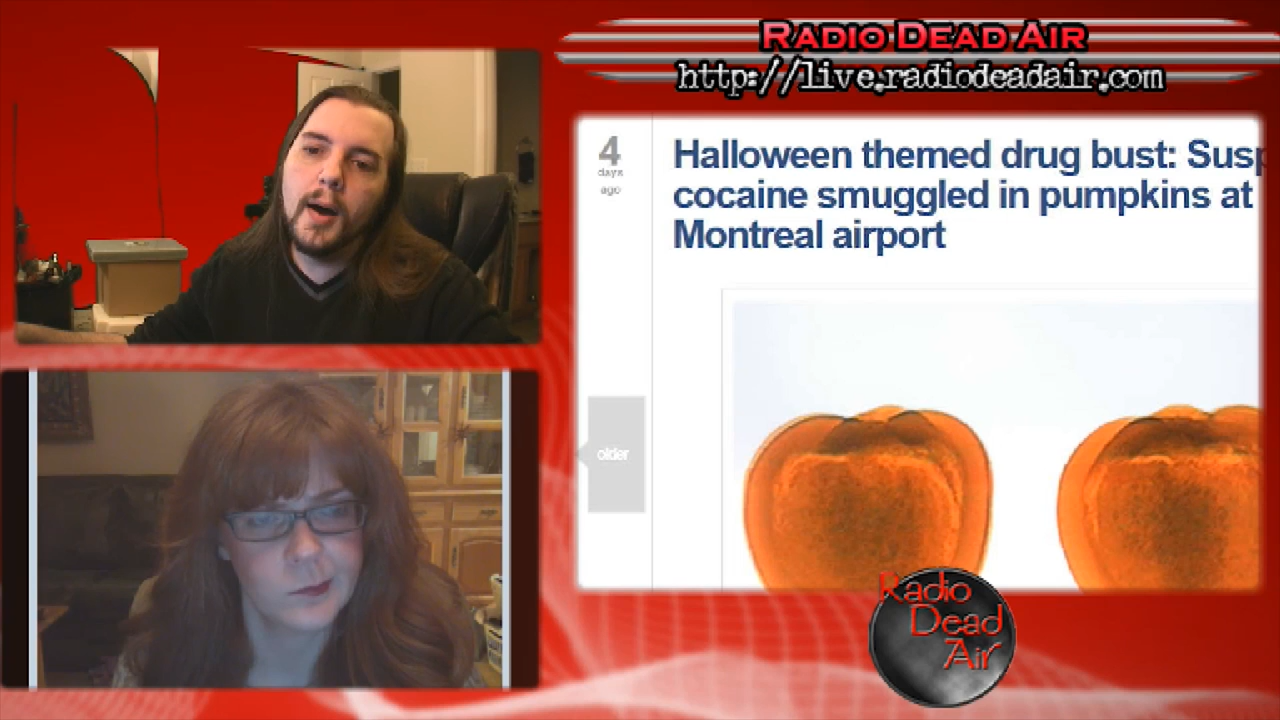 RADIO DEAD AIR
http://live.radiodeadair.com
4
days
ago
Halloween themed drug bust: Susp
cocaine smuggled in pumpkins at
Montreal airport
older
Radio
Dead
Air